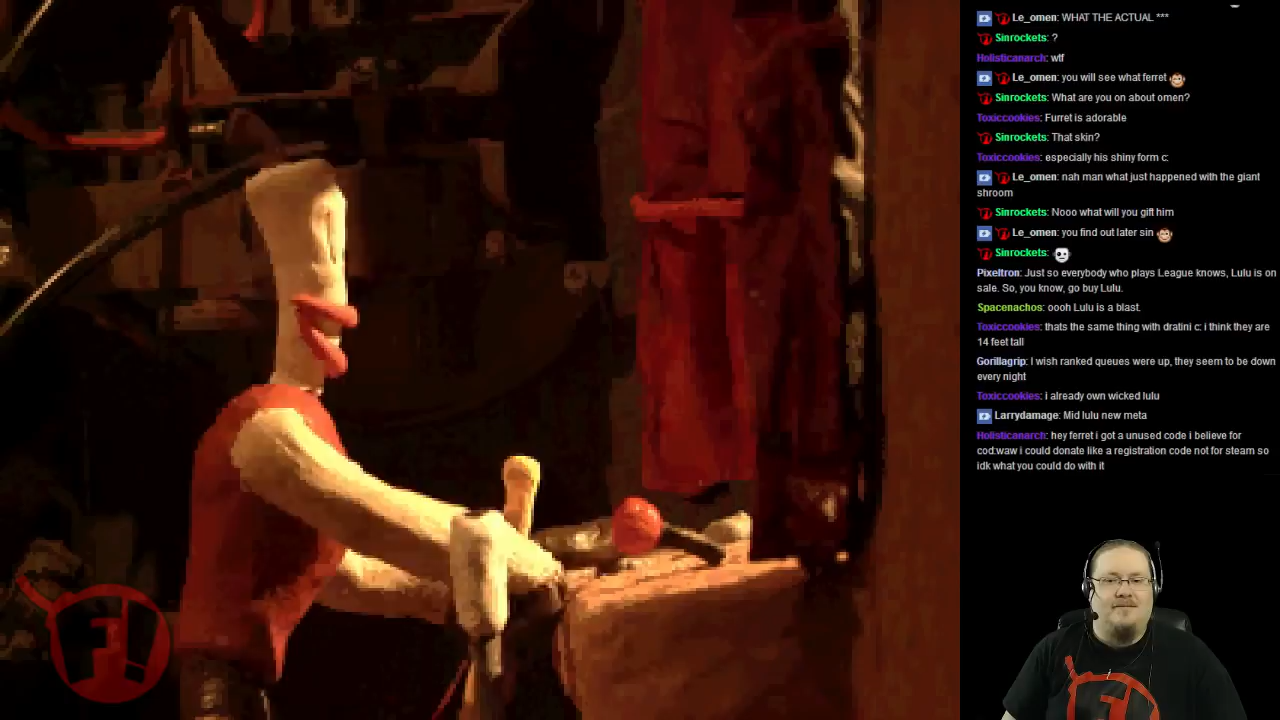 Le_omen: WHAT THE ACTUAL ***
Sinrockets: ?
Holisticanarch: wtf
Le_omen: you will see what ferret
Sinrockets: What are you on about omen?
Toxiccookies: Furret is adorable
Sinrockets: That skin?
Toxiccookies: especially his shiny form c:
Le_omen: nah man what just happened with the giant
shroom
Sinrockets: Nooo what will you gift him
Le_omen: you find out later sin
Sinrockets:
Pixeltron: Just so everybody who plays League knows, Lulu is on
sale. So, you know, go buy Lulu.
Spacenachos: oooh Lulu is a blast.
Toxiccookies: thats the same thing with dratini c: i think they are
14 feet tall
Gorillagrip: I wish ranked queues were up, they seem to be down
every night
Toxiccookies: i already own wicked lulu
Larrydamage: Mid lulu new meta
Holisticanarch: hey ferret i got a unused code i believe for
cod:waw i could donate like a registration code not for steam so
idk what you could do with it
F!
F!